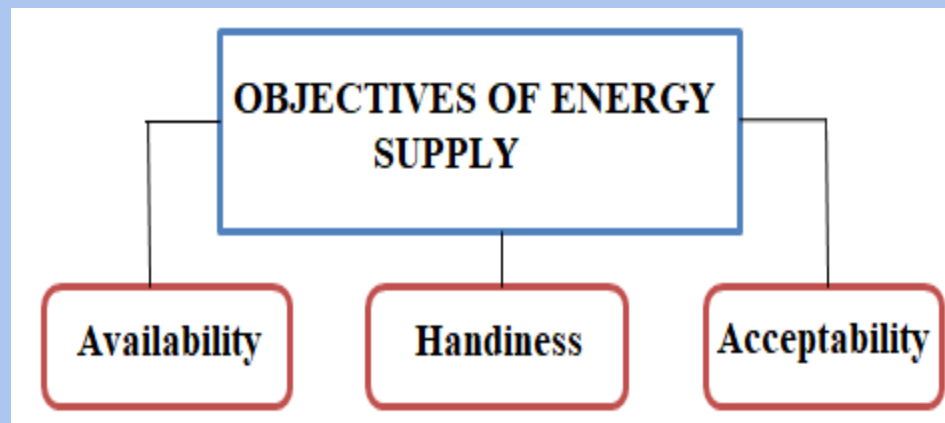 OBJECTIVES OF ENERGY
SUPPLY
Availability
Handiness
Acceptability